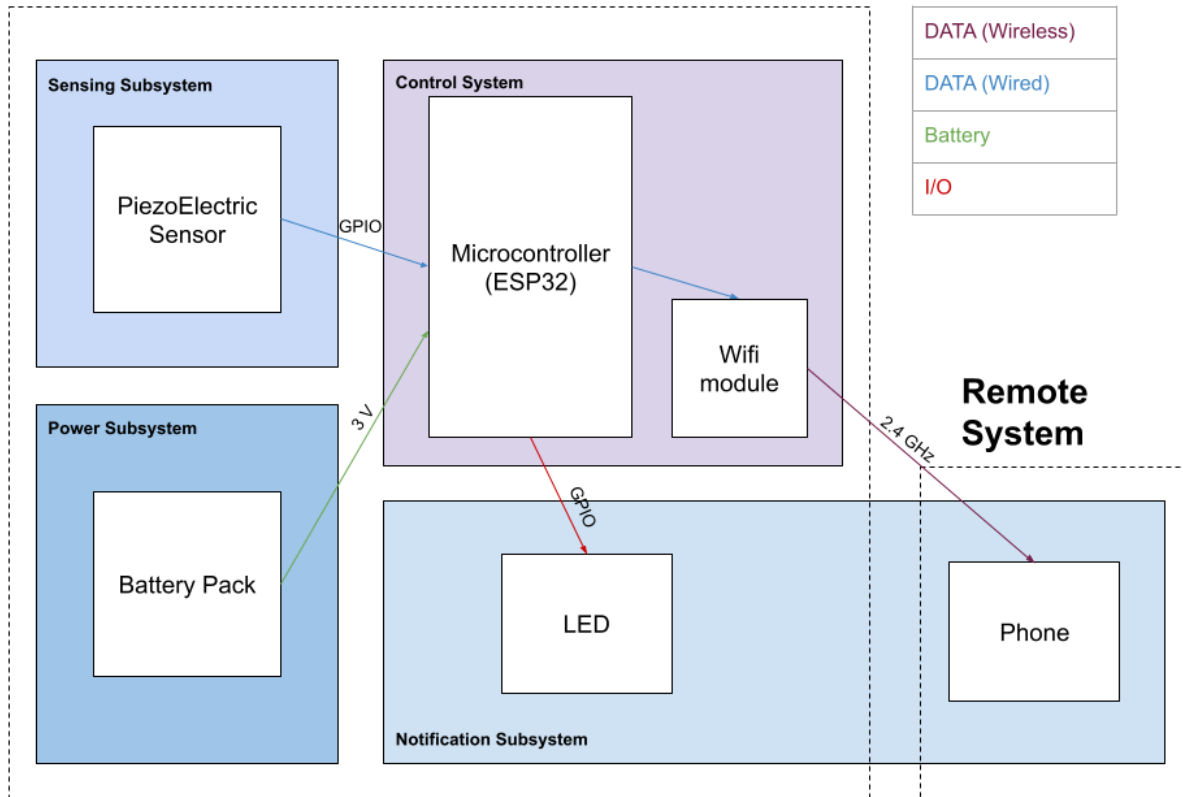 DATA (Wireless)
DATA (Wired)
Battery
I/O
Sensing Subsystem
PiezoElectric
Sensor
GPIO
Control System
Microcontroller
(ESP32)
Wifi
module
Remote
System
2.4 GHz
Power Subsystem
3 V
Battery Pack
GPIO
LED
Phone
Notification Subsystem